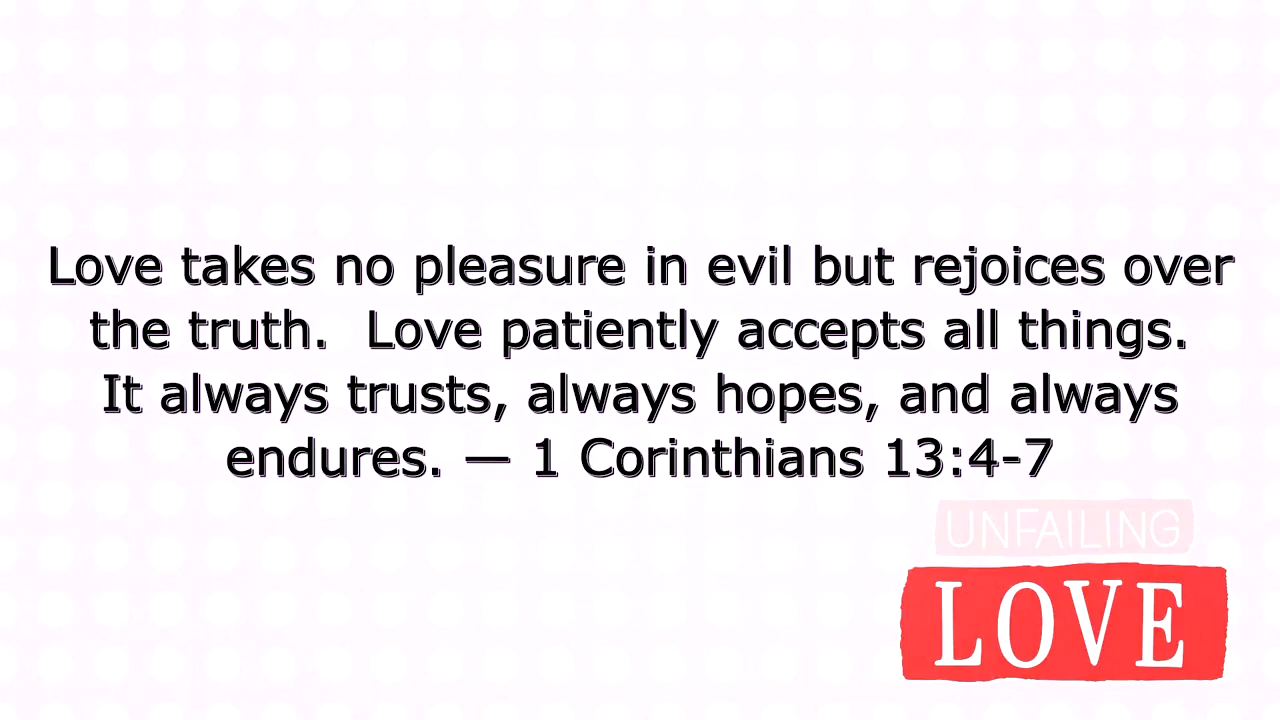 Love takes no pleasure in evil but rejoices over
the truth.  Love patiently accepts all things.
It always trusts, always hopes, and always
endures. — 1 Corinthians 13:4-7
UNFAILING
LOVE